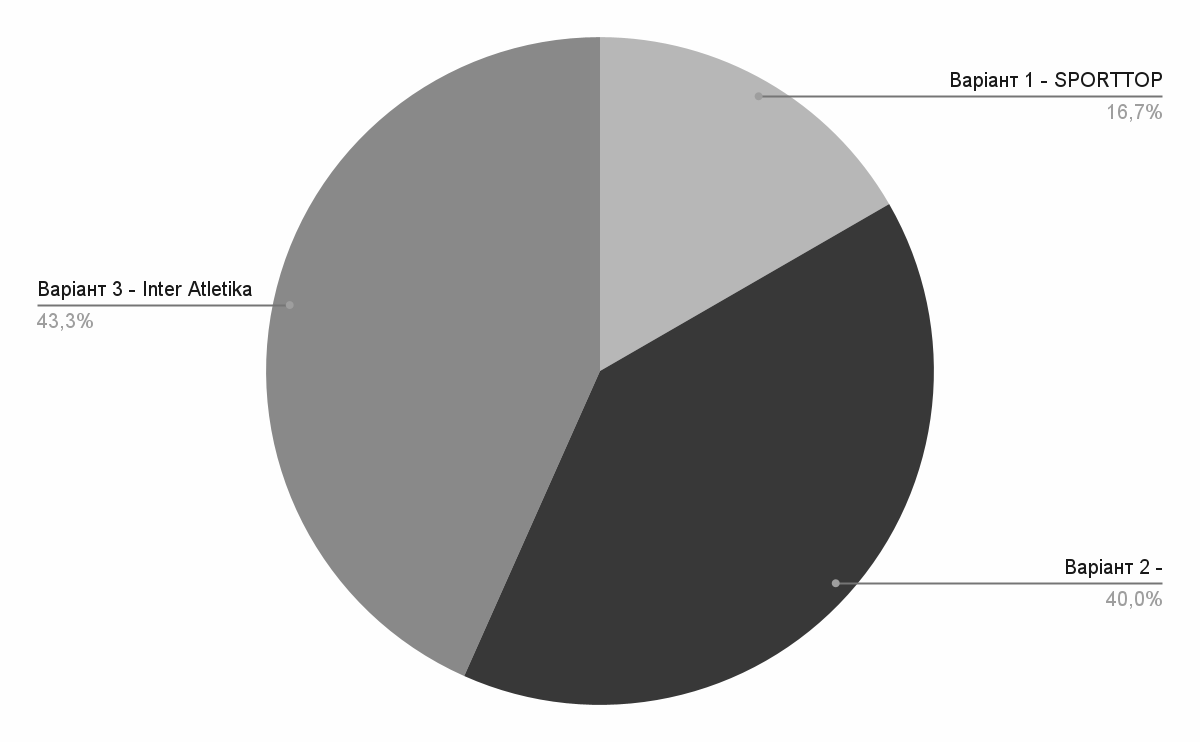 Варіант 1 - SPORTTOP
16,7%
Варіант 3 - Inter Atletika
43,3%
Варіант 2 -
40,0%